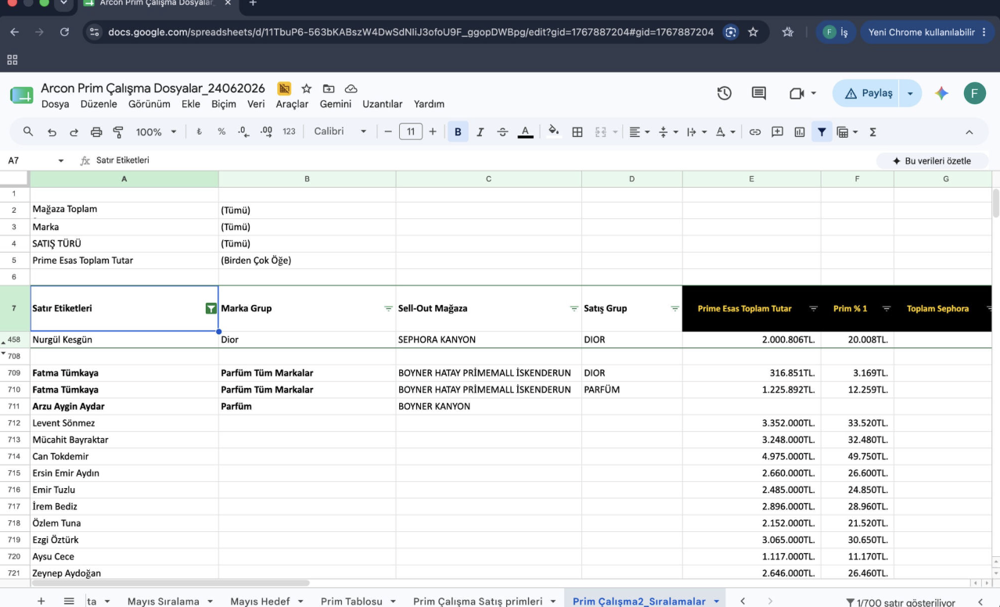 Arcon Prim Çalışma Dosyalar_
docs.google.com/spreadsheets/d/11TbuP6-563bKABszW4DwSdNIiJ3ofoU9F_ggopDWBpg/edit?gid=1767887204#gid=1767887204
F İş
Yeni Chrome kullanılabilir
Arcon Prim Çalışma Dosyalar_24062026
Dosya Düzenle Görünüm Ekle Biçim Veri Araçlar Gemini Uzantılar Yardım
Paylaş
F
100% ₺ % .0 .00 123 Calibri 11 B I A Σ
A7 fx Satır Etiketleri Bu verileri özetle
A B C D E F G
1
2 Mağaza Toplam (Tümü)
3 Marka (Tümü)
4 SATIŞ TÜRÜ (Tümü)
5 Prime Esas Toplam Tutar (Birden Çok Öğe)
6
7 Satır Etiketleri Marka Grup Sell-Out Mağaza Satış Grup Prime Esas Toplam Tutar Prim % 1 Toplam Sephora
458 Nurgül Kesgün Dior SEPHORA KANYON DIOR 2.000.806TL. 20.008TL.
708
709 Fatma Tümkaya Parfüm Tüm Markalar BOYNER HATAY PRİMEMALL İSKENDERUN DIOR 316.851TL. 3.169TL.
710 Fatma Tümkaya Parfüm Tüm Markalar BOYNER HATAY PRİMEMALL İSKENDERUN PARFÜM 1.225.892TL. 12.259TL.
711 Arzu Aygin Aydar Parfüm BOYNER KANYON
712 Levent Sönmez 3.352.000TL. 33.520TL.
713 Mücahit Bayraktar 3.248.000TL. 32.480TL.
714 Can Tokdemir 4.975.000TL. 49.750TL.
715 Ersin Emir Aydın 2.660.000TL. 26.600TL.
716 Emir Tuzlu 2.485.000TL. 24.850TL.
717 İrem Bediz 2.896.000TL. 28.960TL.
718 Özlem Tuna 2.152.000TL. 21.520TL.
719 Ezgi Öztürk 3.065.000TL. 30.650TL.
720 Aysu Cece 1.117.000TL. 11.170TL.
721 Zeynep Aydoğan 2.646.000TL. 26.460TL.
ta Mayıs Sıralama Mayıs Hedef Prim Tablosu Prim Çalışma Satış primleri Prim Çalışma2_Sıralamalar 1/700 satır gösteriliyor